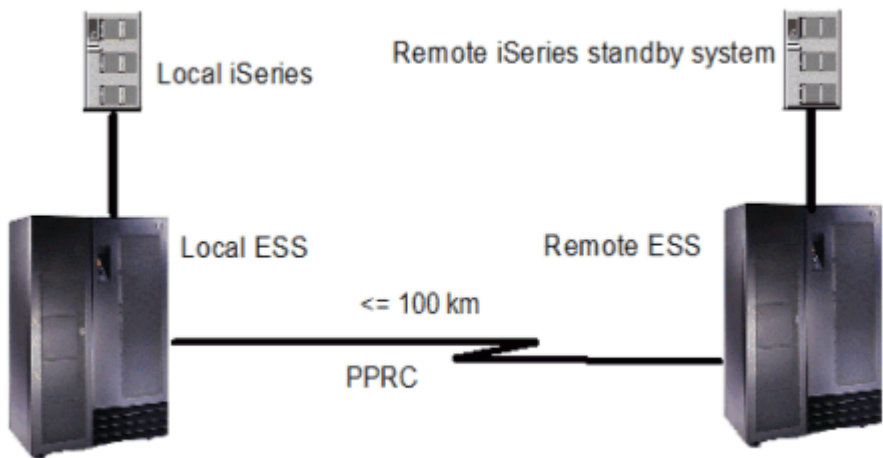 Local iSeries
Remote iSeries standby system
Local ESS
Remote ESS
<= 100 km
PPRC